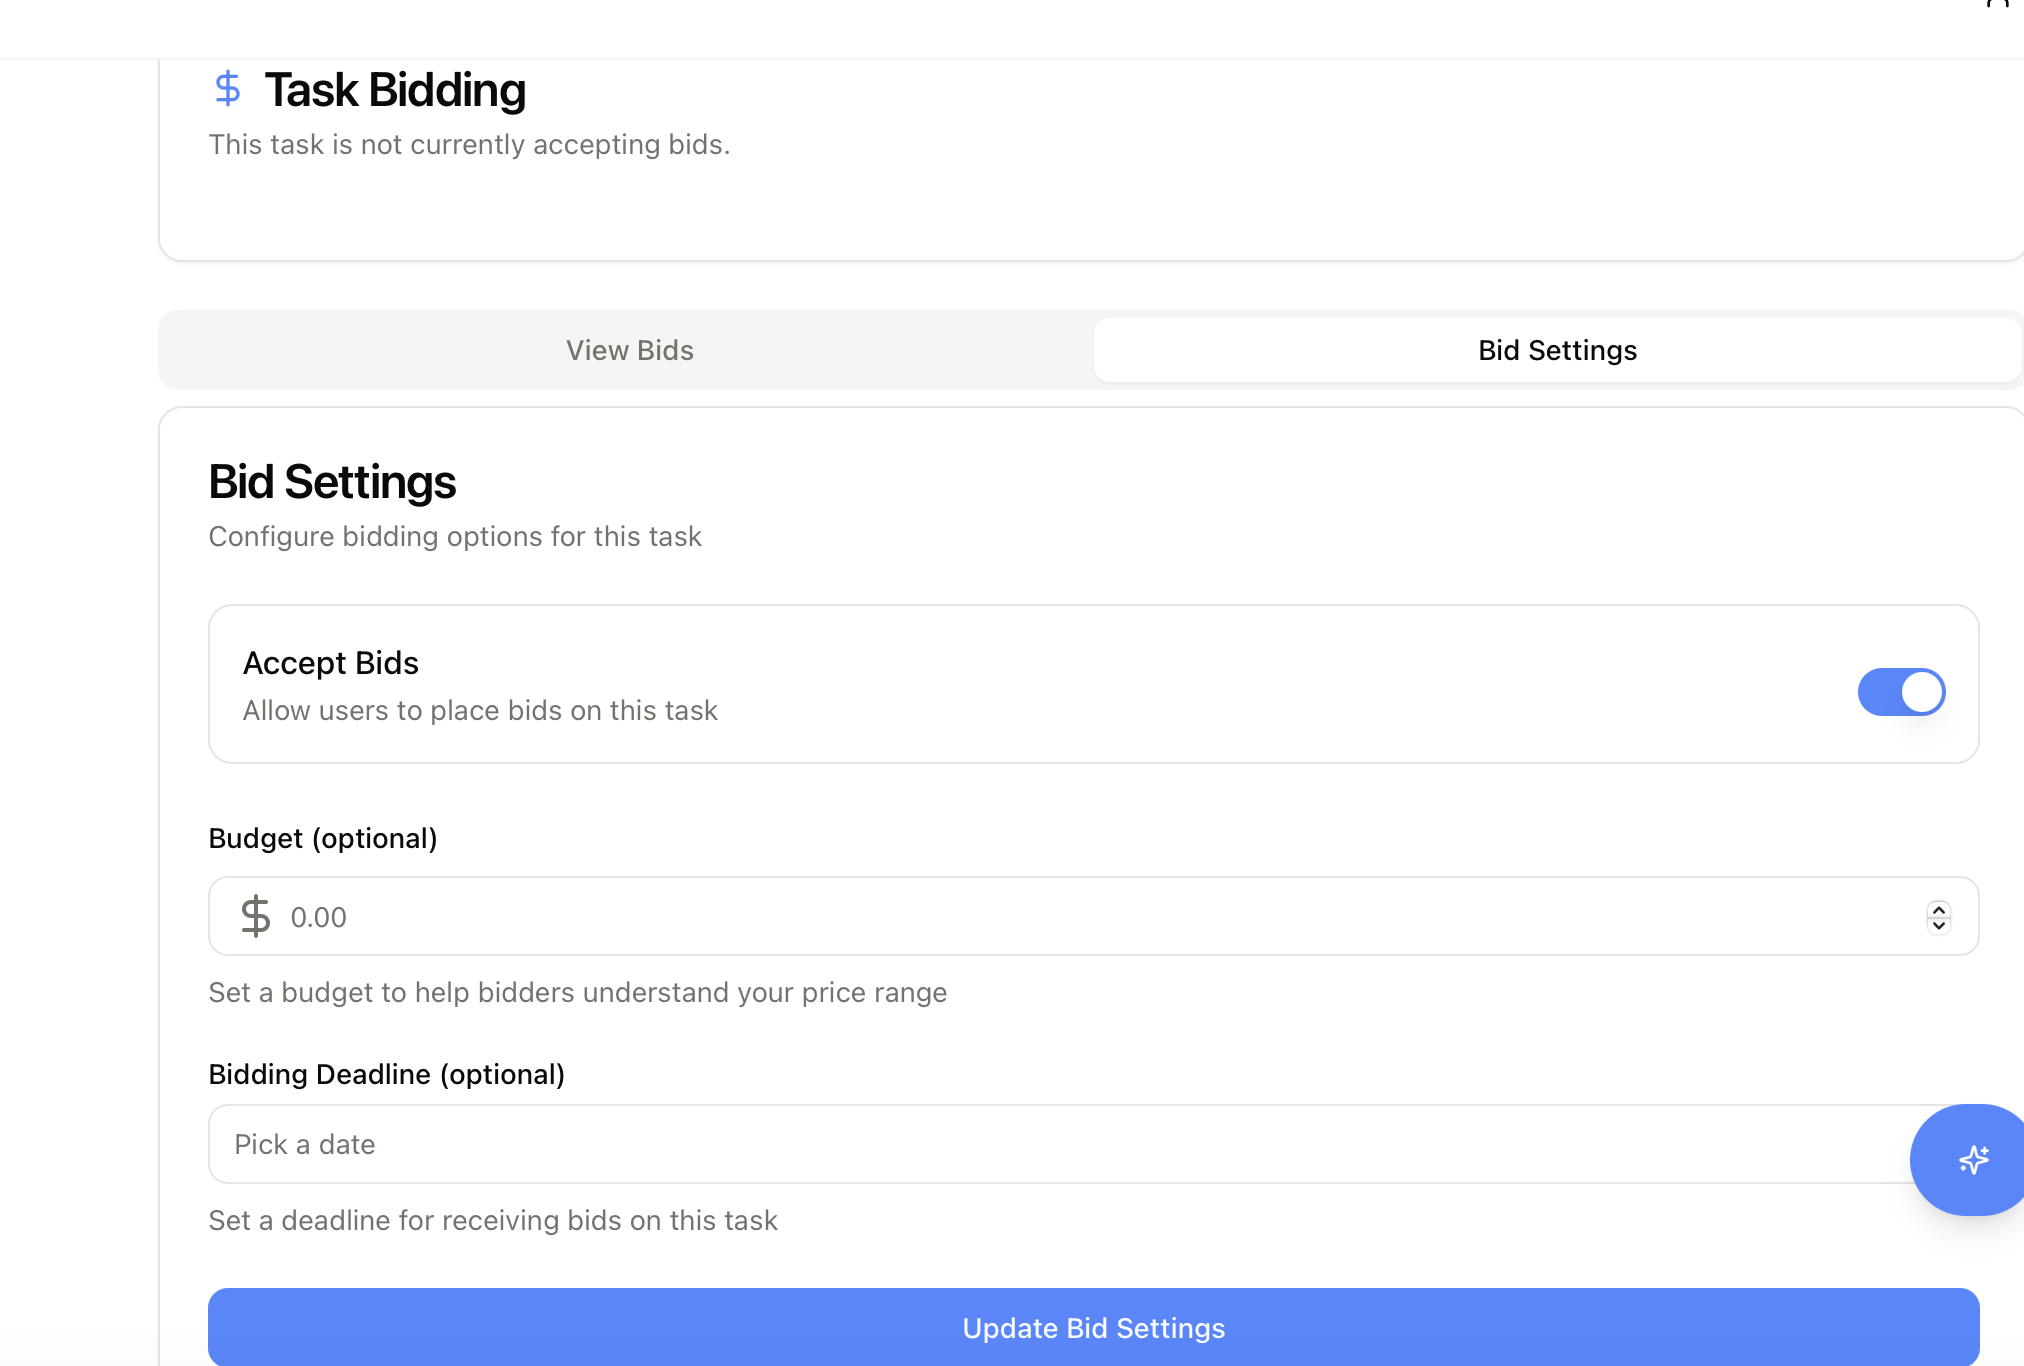 $ Task Bidding
This task is not currently accepting bids.
View Bids
Bid Settings
Bid Settings
Configure bidding options for this task
Accept Bids
Allow users to place bids on this task
Budget (optional)
$ 0.00
Set a budget to help bidders understand your price range
Bidding Deadline (optional)
Pick a date
Set a deadline for receiving bids on this task
Update Bid Settings